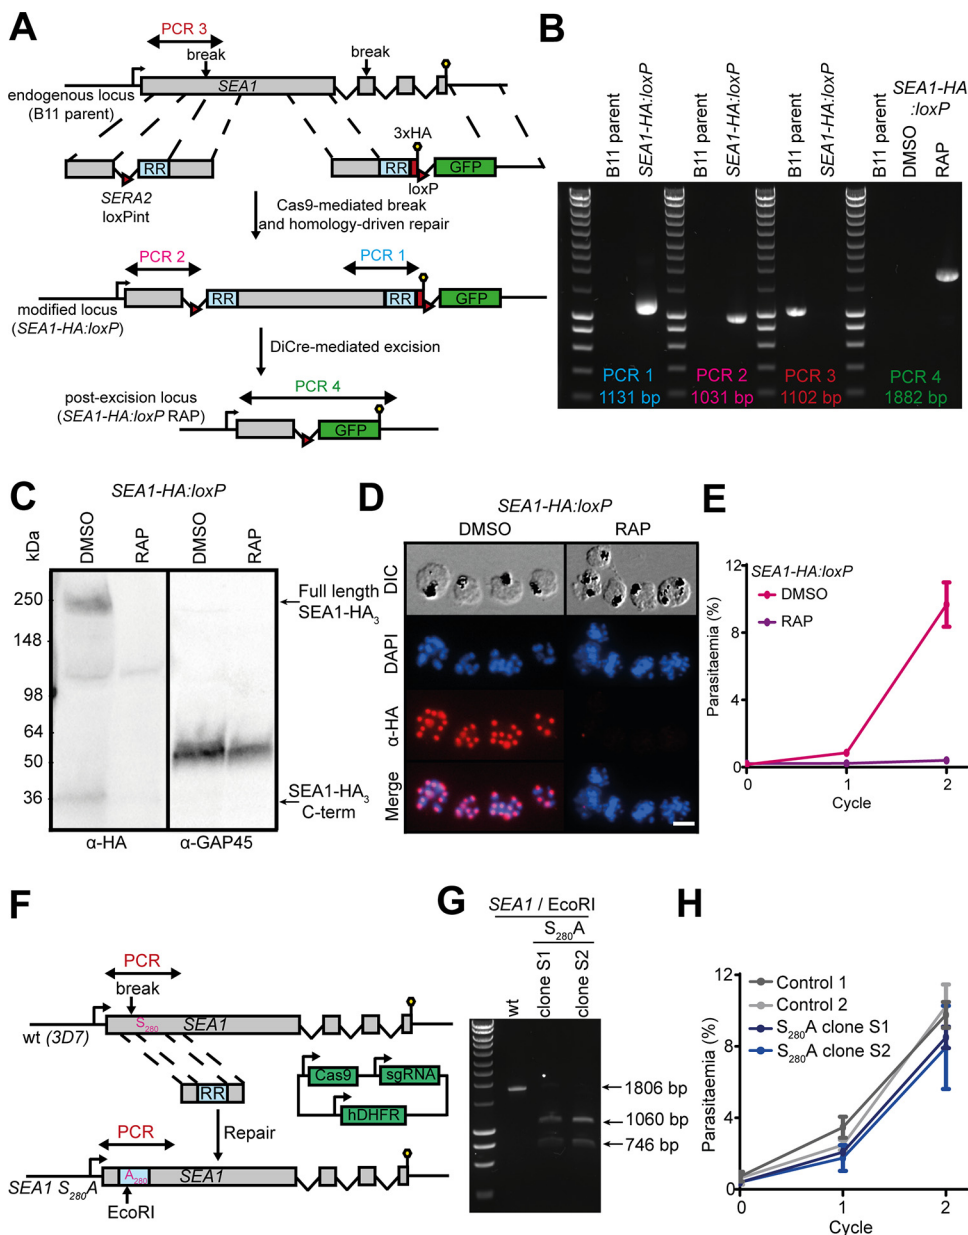 A
PCR 3
break
break
SEA1
endogenous locus
(B11 parent)
3xHA
RR
RR
GFP
SERA2
loxPint
loxP
Cas9-mediated break
and homology-driven repair
PCR 2
PCR 1
RR
RR
GFP
modified locus
(SEA1-HA:loxP)
DiCre-mediated excision
PCR 4
post-excision locus
(SEA1-HA:loxP RAP)
GFP
B
B11 parent
SEA1-HA:loxP
B11 parent
SEA1-HA:loxP
B11 parent
SEA1-HA:loxP
B11 parent
SEA1-HA
:loxP
DMSO
RAP
PCR 1
1131 bp
PCR 2
1031 bp
PCR 3
1102 bp
PCR 4
1882 bp
C
SEA1-HA:loxP
kDa
DMSO
RAP
DMSO
RAP
250
148
98
64
50
36
Full length
SEA1-HA₃
SEA1-HA₃
C-term
α-HA
α-GAP45
D
SEA1-HA:loxP
DMSO
RAP
DIC
DAPI
α-HA
Merge
E
SEA1-HA:loxP
DMSO
RAP
Parasitaemia (%)
12
8
4
0
0
1
2
Cycle
F
PCR
break
S₂₈₀
SEA1
wt (3D7)
RR
Cas9
sgRNA
hDHFR
PCR
Repair
A₂₈₀
SEA1
SEA1 S₂₈₀A
EcoRI
G
SEA1 / EcoRI
S₂₈₀A
wt
clone S1
clone S2
1806 bp
1060 bp
746 bp
H
Control 1
Control 2
S₂₈₀A clone S1
S₂₈₀A clone S2
Parasitaemia (%)
12
8
4
0
0
1
2
Cycle